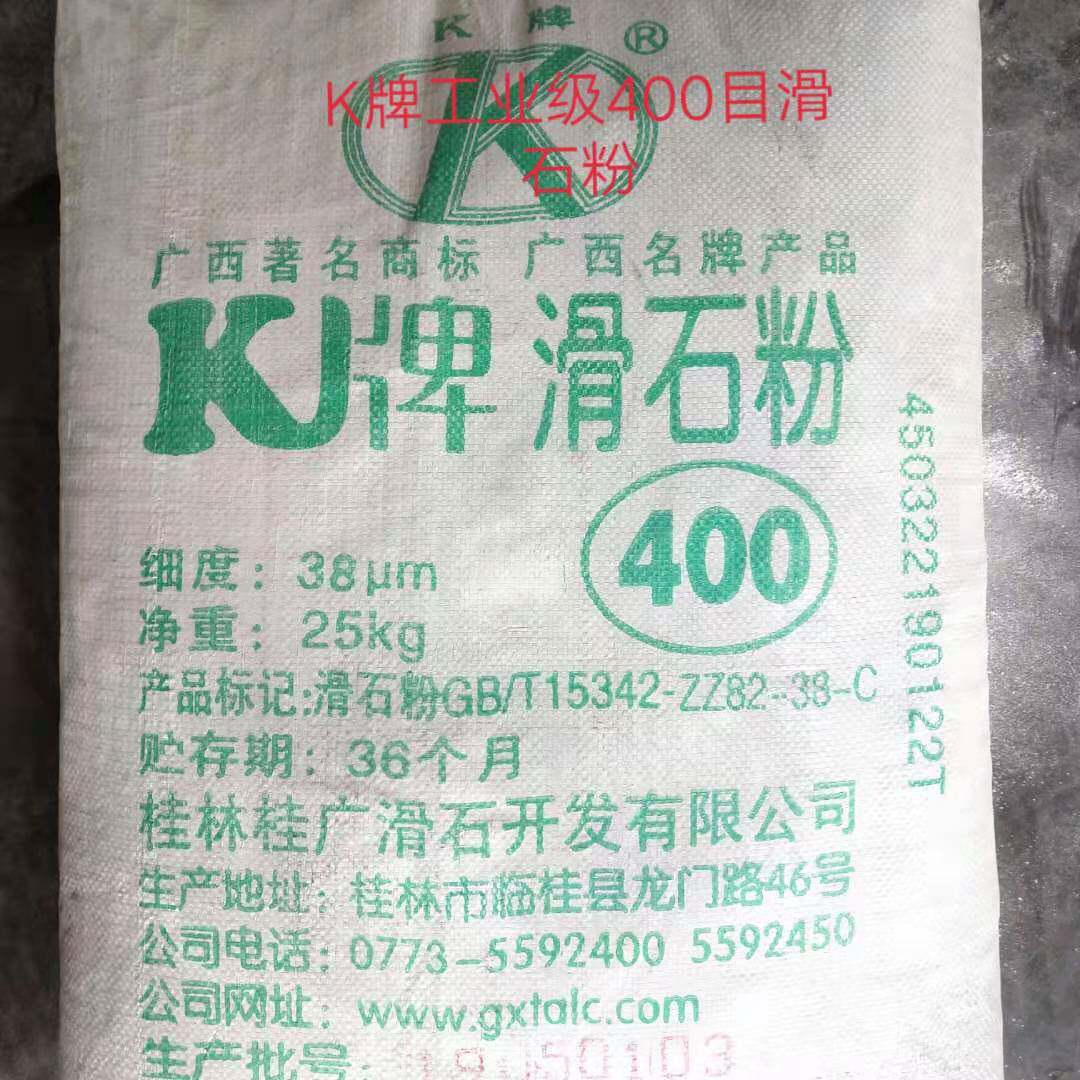 K牌
®
K
K牌工业级400目滑
石粉
广西著名商标 广西名牌产品
K牌 滑石粉
400
细度：38μm
净重：25kg
产品标记:滑石粉GB/T15342-ZZ82-38-C
贮存期：36个月
桂林桂广滑石开发有限公司
生产地址：桂林市临桂县龙门路46号
公司电话：0773-5592400 5592450
公司网址：www.gxtalc.com
生产批号：
450322190122T